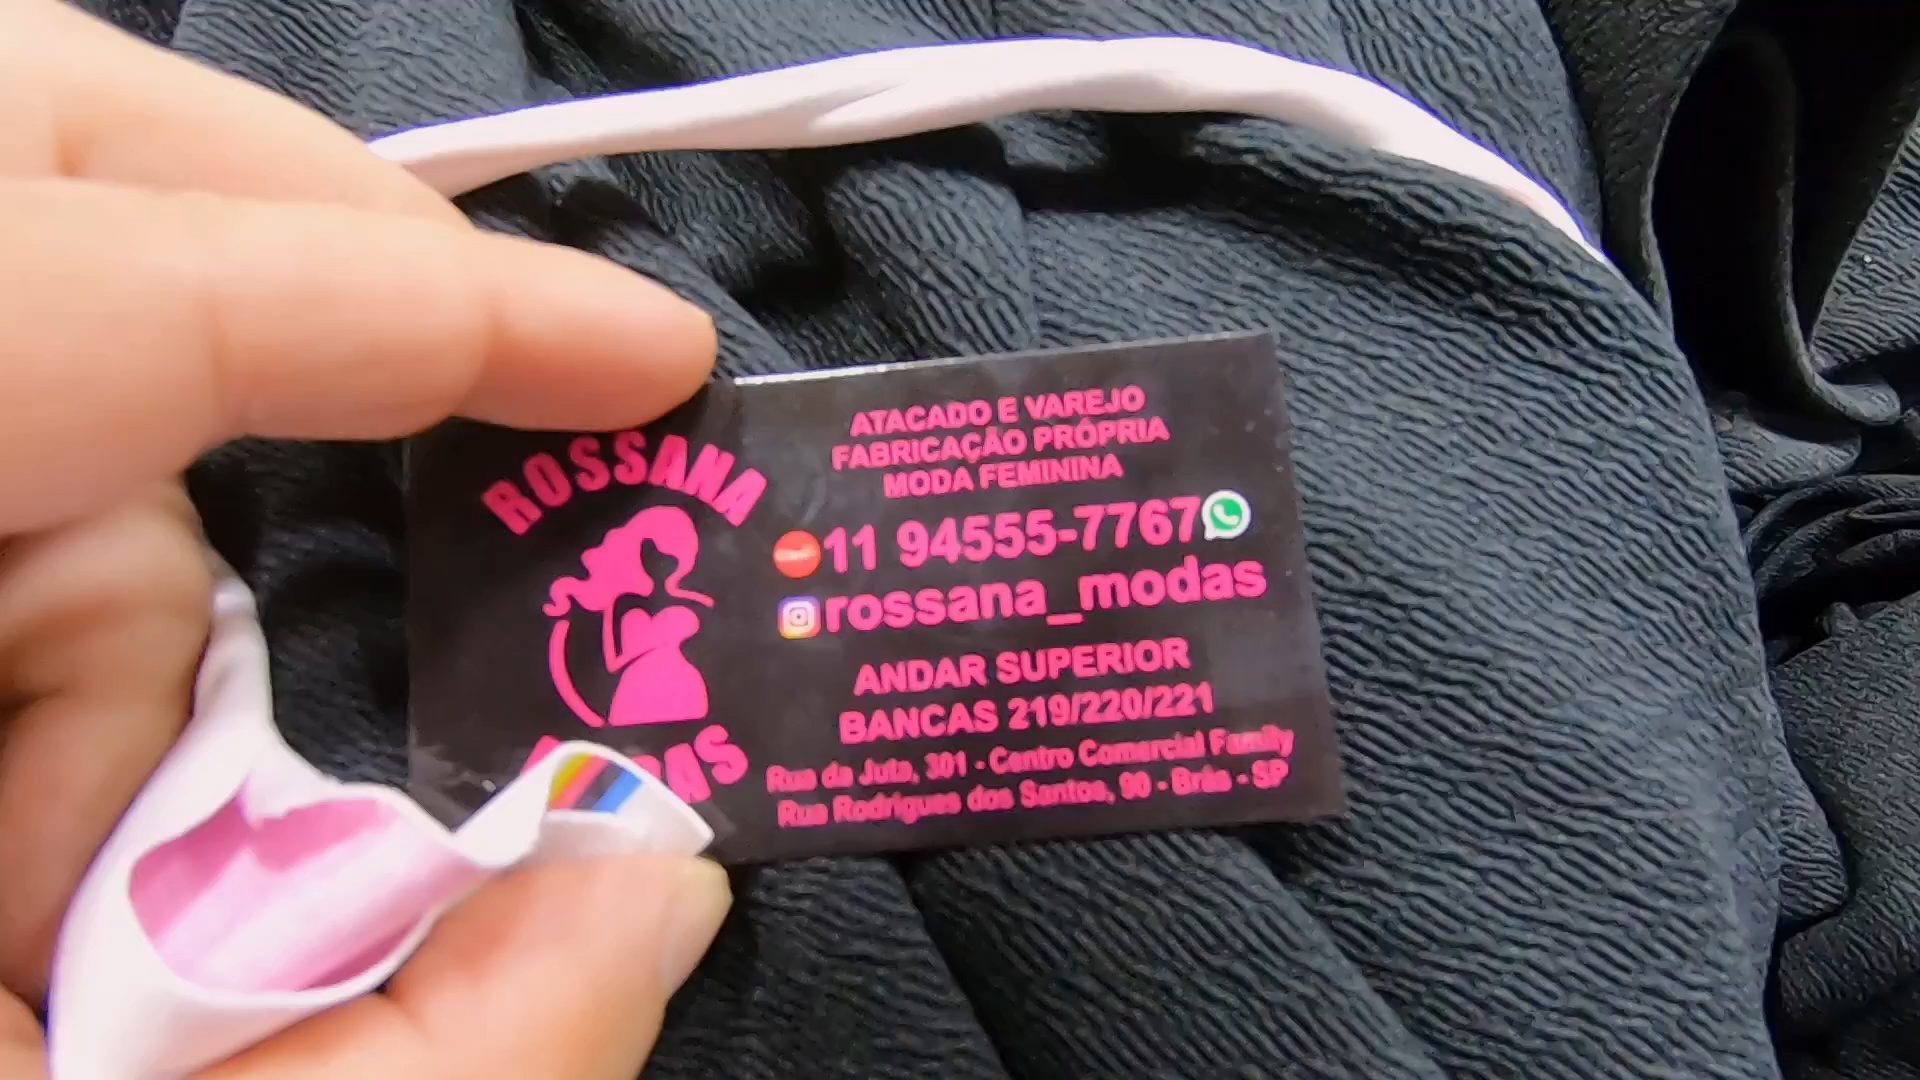 ROSSANA
ATACADO E VAREJO
FABRICAÇÃO PRÓPRIA
MODA FEMININA
11 94555-7767
rossana_modas
ANDAR SUPERIOR
BANCAS 219/220/221
Rua da Juta, 301 - Centro Comercial Family
Rua Rodrigues dos Santos, 90 - Brás - SP